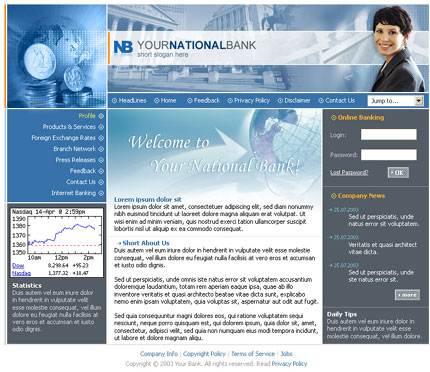 NB YOURNATIONALBANK
short slogan here
HeadLines
Home
Feedback
Privacy Policy
Disclaimer
Contact Us
Jump to...
Profile
Products & Services
Foreign Exchange Rates
Branch Network
Press Releases
Feedback
Contact Us
Internet Banking
Nasdaq 14-Apr @ 2:59pm
1390
1380
1370
1360
1350
10am 12pm 2pm
Dow 8,290.64 +95.23
Nasdaq 1,377.32 +18.47
Statistics
Duis autem vel eum iriure dolor
in hendrerit in vulputate velit
esse molestie consequat, vel
illum dolore eu feugiat nulla
facilisis at vero eros et
accumsan et iusto odio dignis.
Welcome to
Your National Bank!
Lorem ipsum dolor sit
Lorem ipsum dolor sit amet, consectetuer adipiscing elit, sed diam nonummy
nibh euismod tincidunt ut laoreet dolore magna aliquam erat volutpat. Ut
wisi enim ad minim veniam, quis nostrud exerci tation ullamcorper suscipit
lobortis nisl ut aliquip ex ea commodo consequat.
Short About Us
Duis autem vel eum iriure dolor in hendrerit in vulputate velit esse molestie
consequat, vel illum dolore eu feugiat nulla facilisis at vero eros et accumsan.
Sed ut perspiciatis, unde omnis iste natus error sit voluptatem accusantium
doloremque laudantium, totam rem aperiam eaque ipsa, quae ab illo
inventore veritatis et quasi architecto beatae vitae dicta sunt, explicabo
nemo enim ipsam voluptatem, quia voluptas sit, aspernatur aut odit aut fugit.
Sed quia consequuntur magni dolores eos, qui ratione voluptatem sequi
nesciunt, neque porro quisquam est, qui dolorem ipsum, quia dolor sit, amet,
consectetur, adipisci velit, sed quia non numquam eius modi tempora incidunt,
ut labore et dolore magnam aliqu.
Online Banking
Login:
Password:
Lost Password?
OK
Company News
25.07.2003
Sed ut perspiciatis, unde
natus error sit voluptatem.
25.07.2003
Veritatis et quasi architect
vitae dicta.
25.07.2003
Sed ut perspiciatis, unde
ste natus error sit.
more
Daily Tips
Duis autem vel eum iriure dolor
in hendrerit.
Company Info | Copyright Policy | Terms of Service | Jobs
Copyright © 2003 Your Bank. All rights reserved. Read Privacy Policy